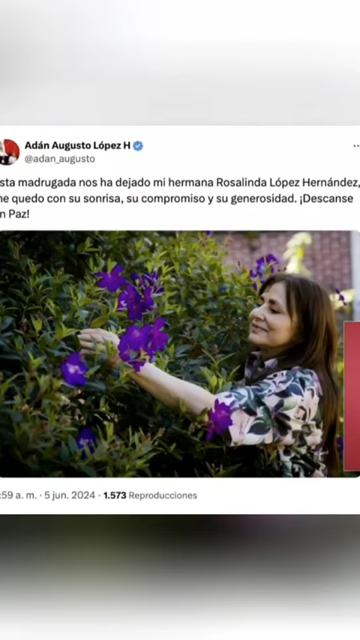 Adán Augusto López H
@adan_augusto
sta madrugada nos ha dejado mi hermana Rosalinda López Hernández,
e quedo con su sonrisa, su compromiso y su generosidad. ¡Descanse
n Paz!
:59 a. m. · 5 jun. 2024 · 1.573 Reproducciones